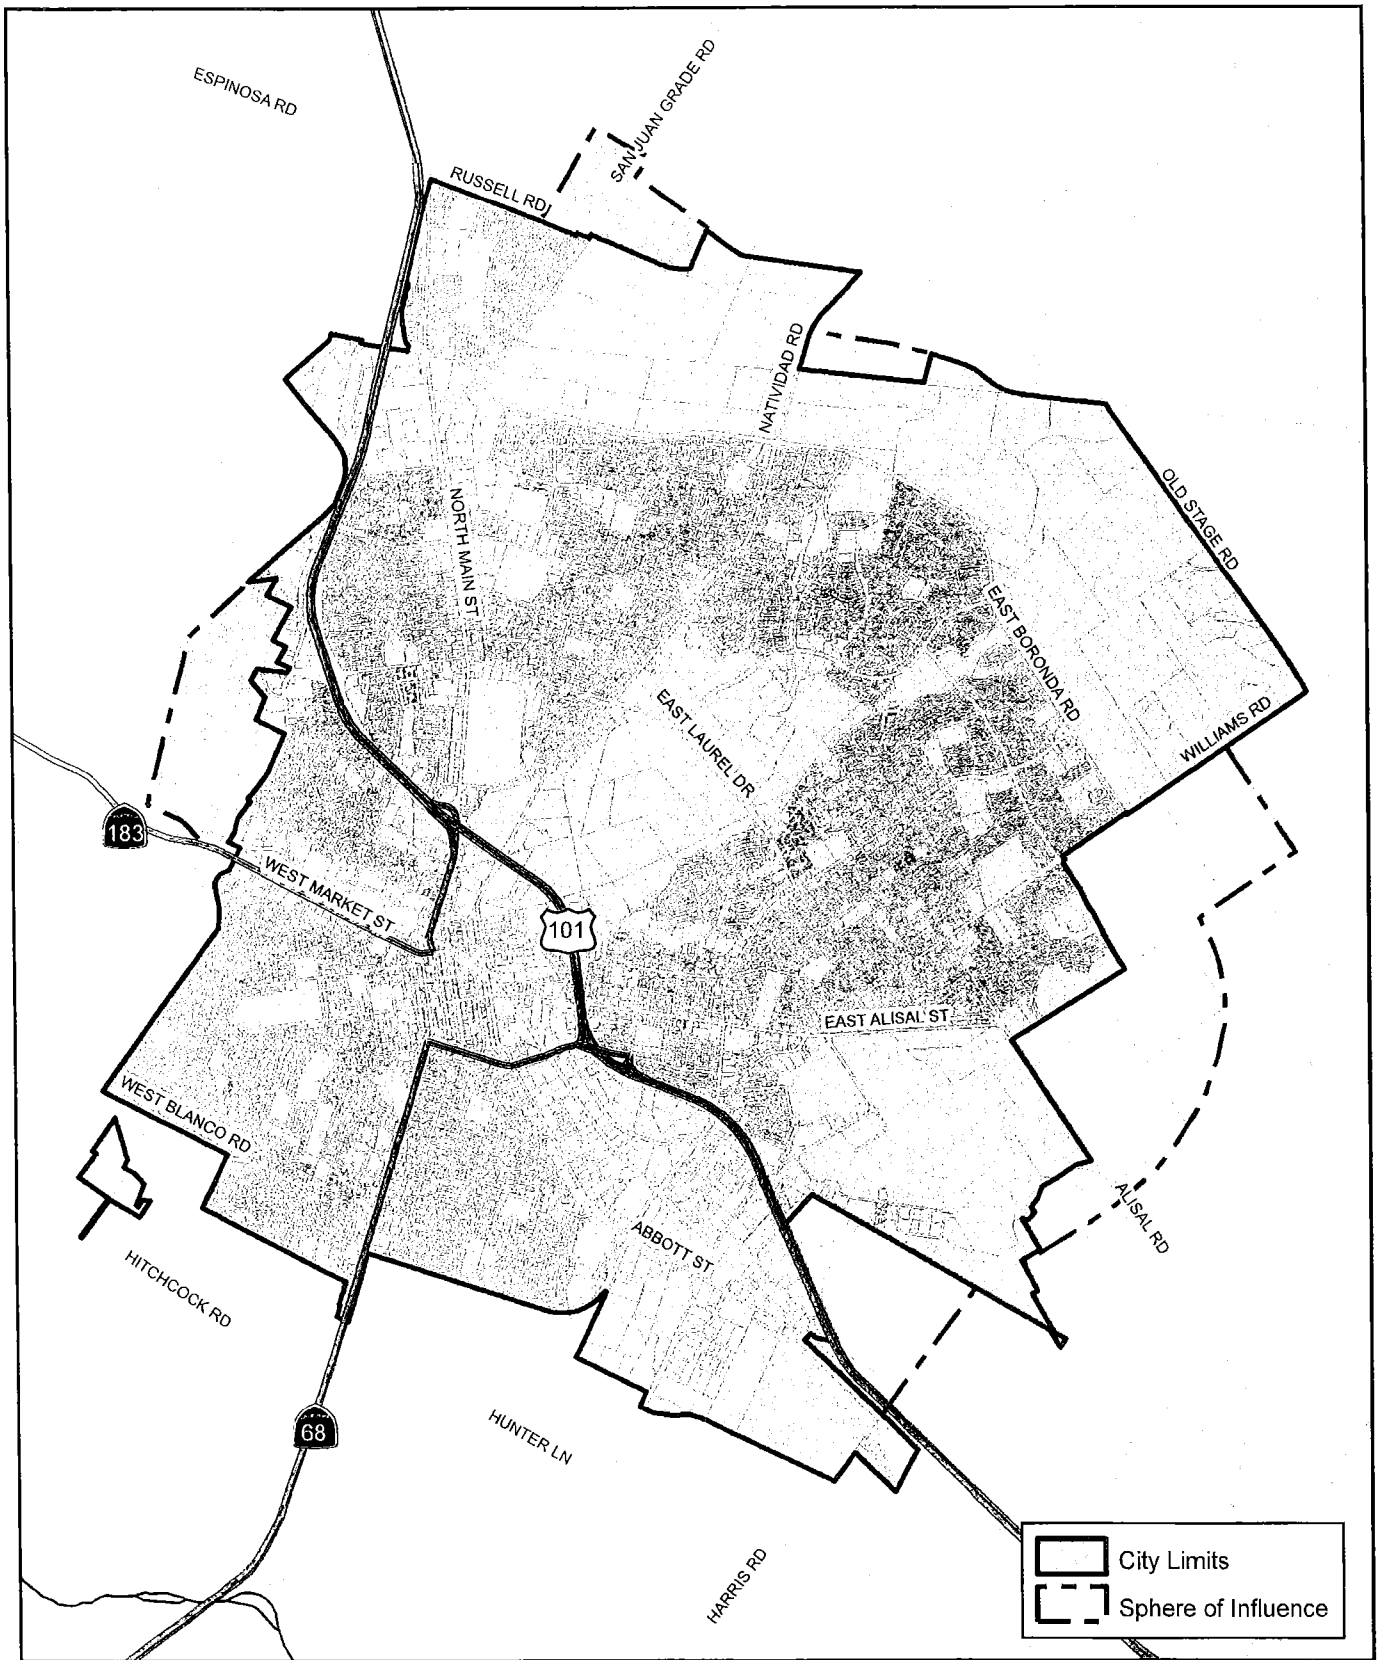 ESPINOSA RD
SAN JUAN GRADE RD
RUSSELL RD
NATIVIDAD RD
OLD STAGE RD
NORTH MAIN ST
EAST BORONDA RD
EAST LAUREL DR
WILLIAMS RD
183
WEST MARKET ST
101
EAST ALISAL ST
WEST BLANCO RD
ALISAL RD
ABBOTT ST
HITCHCOCK RD
68
HUNTER LN
HARRIS RD
City Limits
Sphere of Influence